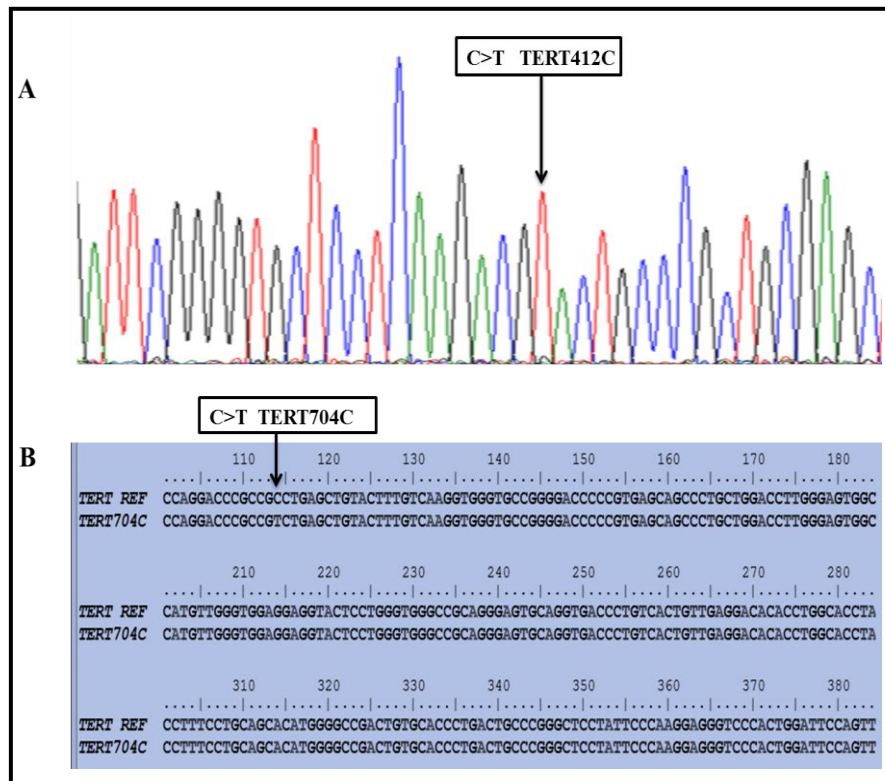 C>T TERT412C
A
C>T TERT704C
B
110 120 130 140 150 160 170 180
TERT REF CCAGGACCCGCCGCCTGAGCTGTACTTTGTCAAGGTGGGTGCCGGGGACCCCCGTGAGCAGCCCTGCTGGACCTTGGGAGTGGC
TERT704C CCAGGACCCGCCGTCTGAGCTGTACTTTGTCAAGGTGGGTGCCGGGGACCCCCGTGAGCAGCCCTGCTGGACCTTGGGAGTGGC
210 220 230 240 250 260 270 280
TERT REF CATGTTGGGTGGAGGAGGTACTCCTGGGTGGGCCGCAGGGAGTGCAGGTGACCCTGTCACTGTTGAGGACACACCTGGCACCTA
TERT704C CATGTTGGGTGGAGGAGGTACTCCTGGGTGGGCCGCAGGGAGTGCAGGTGACCCTGTCACTGTTGAGGACACACCTGGCACCTA
310 320 330 340 350 360 370 380
TERT REF CCTTTCCTGCAGCACATGGGGCCGACTGTGCACCCTGACTGCCCGGGCTCCTATTCCCAAGGAGGGTCCCACTGGATTCCAGTT
TERT704C CCTTTCCTGCAGCACATGGGGCCGACTGTGCACCCTGACTGCCCGGGCTCCTATTCCCAAGGAGGGTCCCACTGGATTCCAGTT